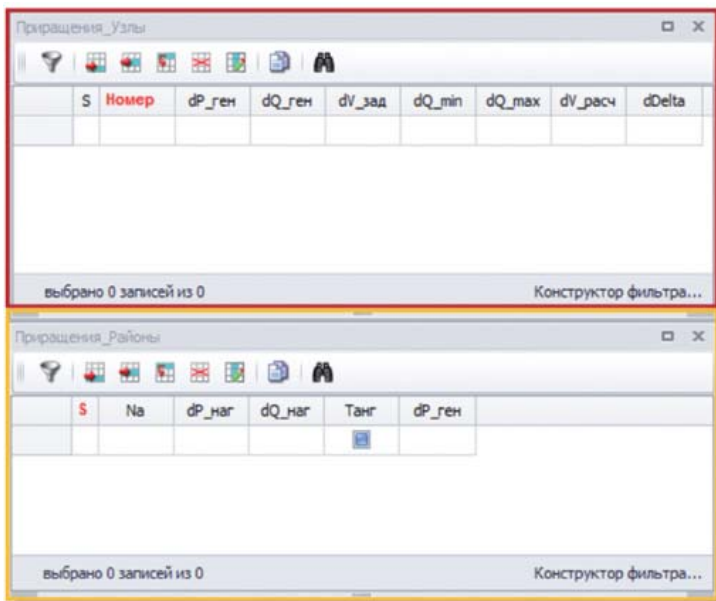 Приращения_Узлы
S Номер dP_ген dQ_ген dV_зад dQ_min dQ_max dV_расч dDelta
выбрано 0 записей из 0 Конструктор фильтра...
Приращения_Районы
S Na dP_наг dQ_наг Танг dP_ген
выбрано 0 записей из 0 Конструктор фильтра...